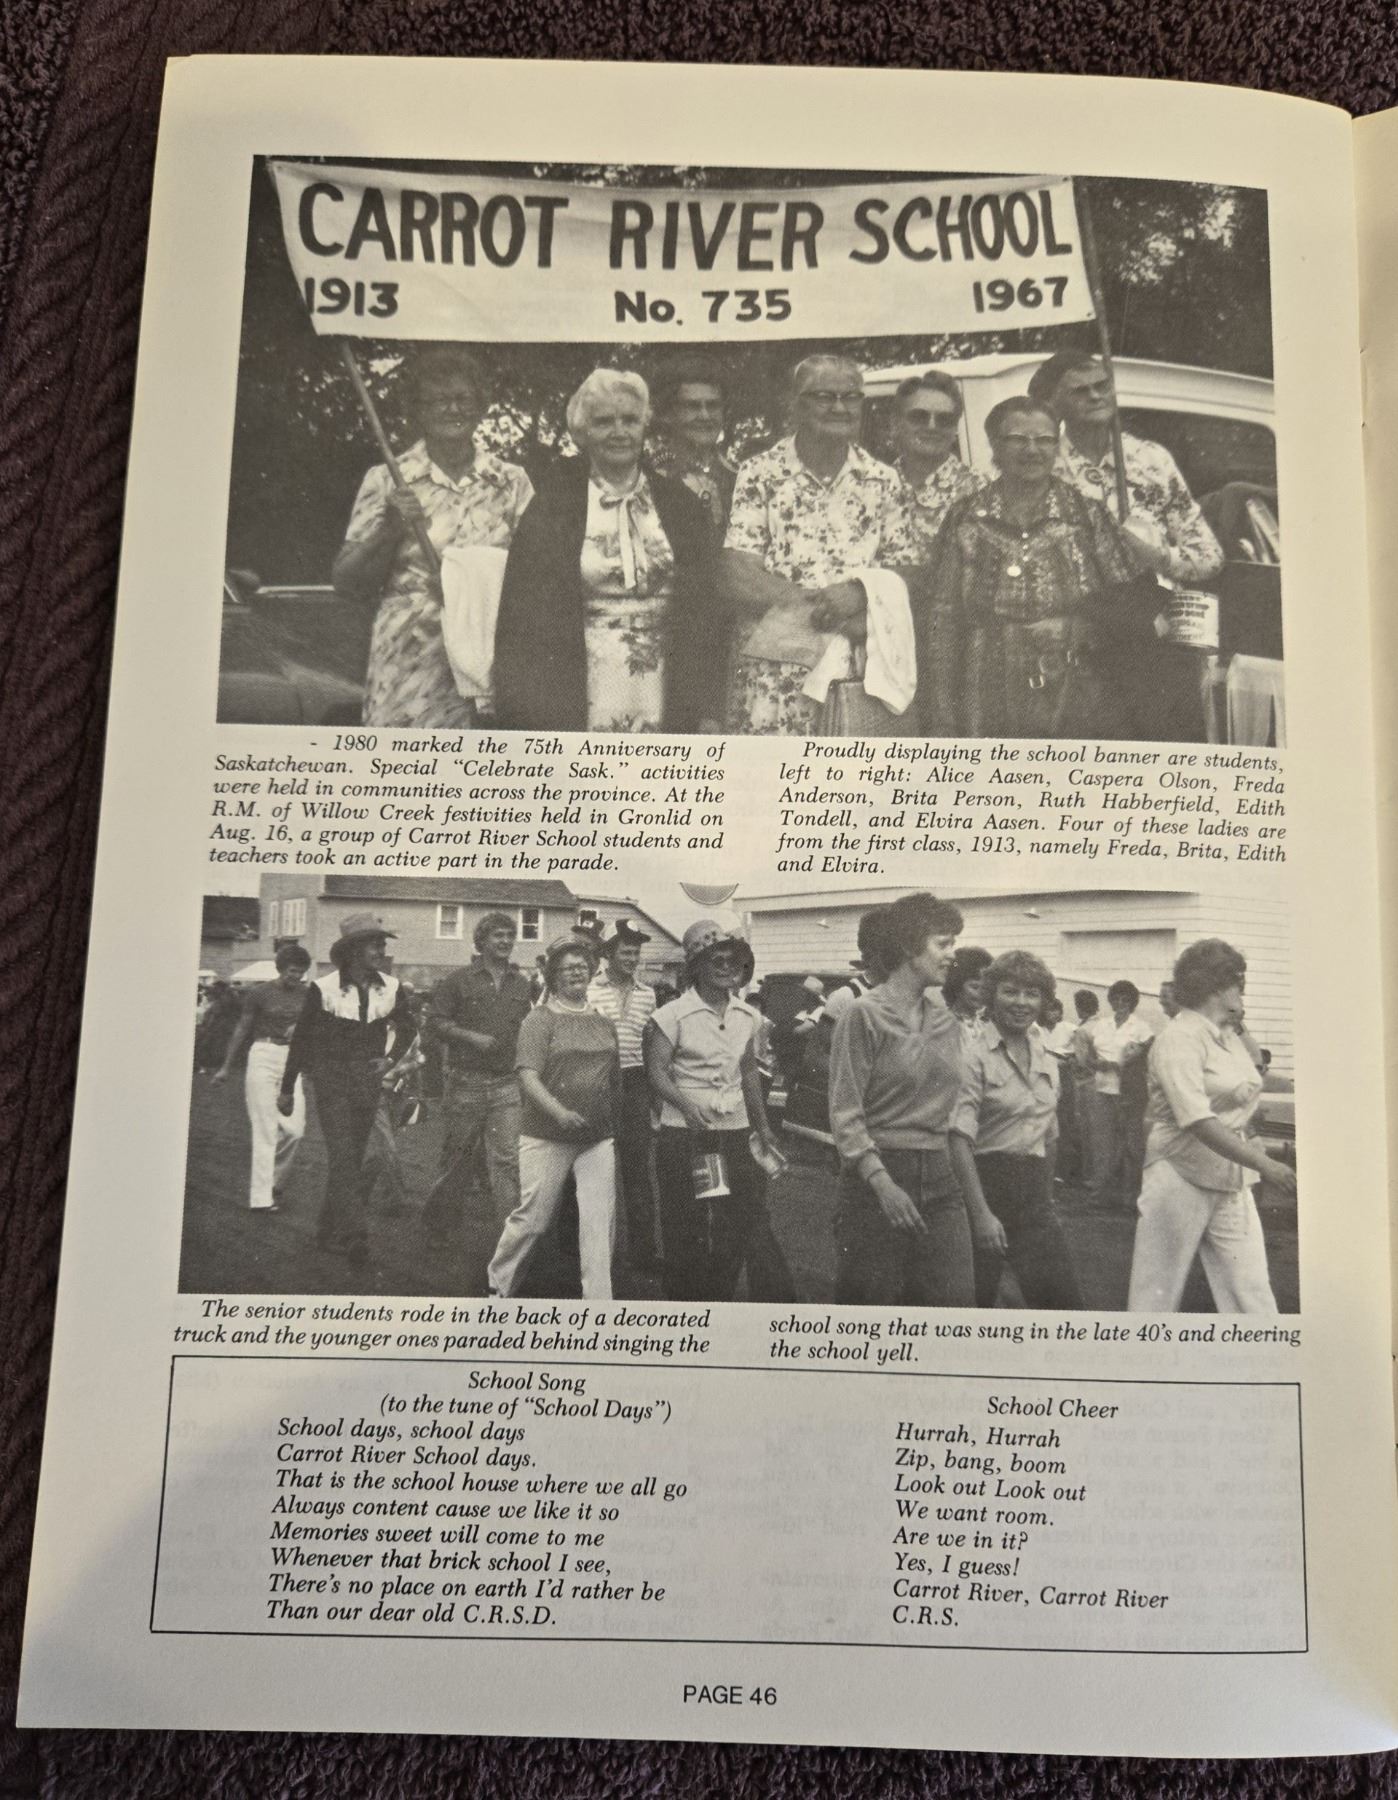 CARROT RIVER SCHOOL
1913 No. 735 1967
- 1980 marked the 75th Anniversary of
Saskatchewan. Special "Celebrate Sask." activities
were held in communities across the province. At the
R.M. of Willow Creek festivities held in Gronlid on
Aug. 16, a group of Carrot River School students and
teachers took an active part in the parade.
Proudly displaying the school banner are students,
left to right: Alice Aasen, Caspera Olson, Freda
Anderson, Brita Person, Ruth Habberfield, Edith
Tondell, and Elvira Aasen. Four of these ladies are
from the first class, 1913, namely Freda, Brita, Edith
and Elvira.
The senior students rode in the back of a decorated
truck and the younger ones paraded behind singing the
school song that was sung in the late 40's and cheering
the school yell.
School Song
(to the tune of "School Days")
School days, school days
Carrot River School days.
That is the school house where we all go
Always content cause we like it so
Memories sweet will come to me
Whenever that brick school I see,
There's no place on earth I'd rather be
Than our dear old C.R.S.D.
School Cheer
Hurrah, Hurrah
Zip, bang, boom
Look out Look out
We want room.
Are we in it?
Yes, I guess!
Carrot River, Carrot River
C.R.S.
PAGE 46